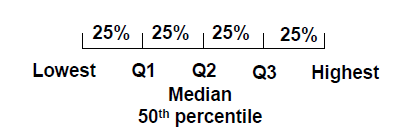 25% 25% 25% 25%
Lowest Q1 Q2 Q3 Highest
Median
50th percentile